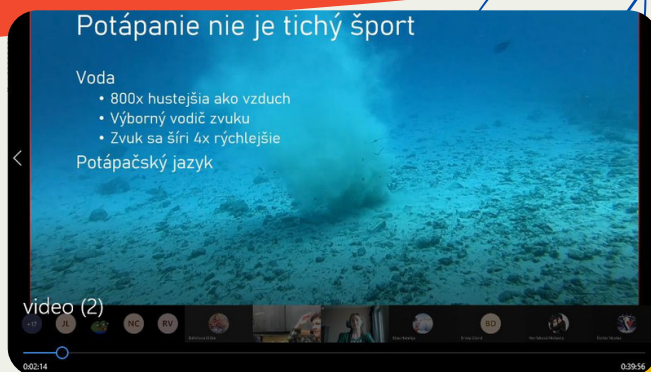 Potápanie nie je tichý šport
Voda
• 800x hustejšia ako vzduch
• Výborný vodič zvuku
• Zvuk sa šíri 4x rýchlejšie
Potápačský jazyk
video (2)
+17 JL NC RV BD
0:02:14 0:39:56